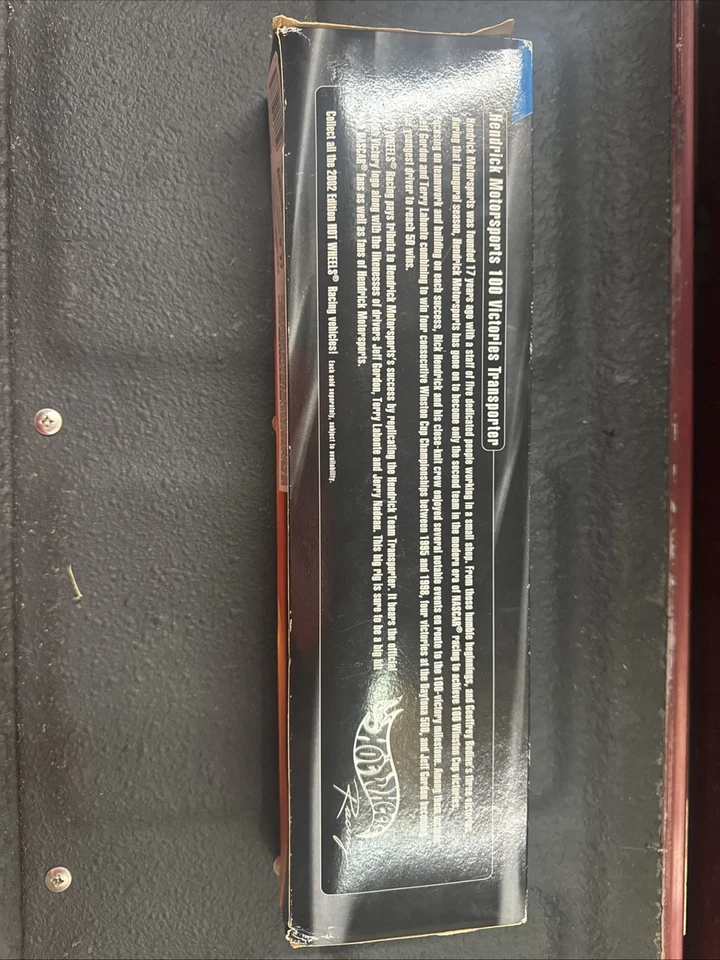 Hendrick Motorsports 100 Victories Transporter
Hendrick Motorsports was founded 17 years ago with a staff of five dedicated people working in a small shop. From those humble beginnings, and Geoffrey Bodine's three
during that inaugural season, Hendrick Motorsports has gone on to become only the second team in the modern era of NASCAR® racing to achieve 100 Winston Cup victories.
on teamwork and building on each success, Rick Hendrick and his close-knit crew enjoyed several notable events en route to the 100-victory milestone. Among
Jeff Gordon and Terry Labonte combining to win four consecutive Winston Cup Championships between 1995 and 1998, four victories at the Daytona 500, and Jeff Gordon
youngest driver to reach 50 wins.
WHEELS® Racing pays tribute to Hendrick Motorsports's success by replicating the Hendrick Team Transporter. It bears the official
victory logo along with the likenesses of drivers Jeff Gordon, Terry Labonte and Jerry Nadeau. This big rig is sure to be a big hit
NASCAR® fans as well as fans of Hendrick Motorsports.
Collect all the 2002 Edition HOT WHEELS® Racing vehicles! Each sold separately, subject to availability.
HOT WHEELS
Racing